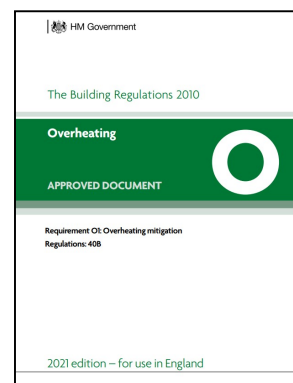 HM Government
The Building Regulations 2010
Overheating
O
APPROVED DOCUMENT
Requirement O1: Overheating mitigation
Regulations: 40B
2021 edition – for use in England